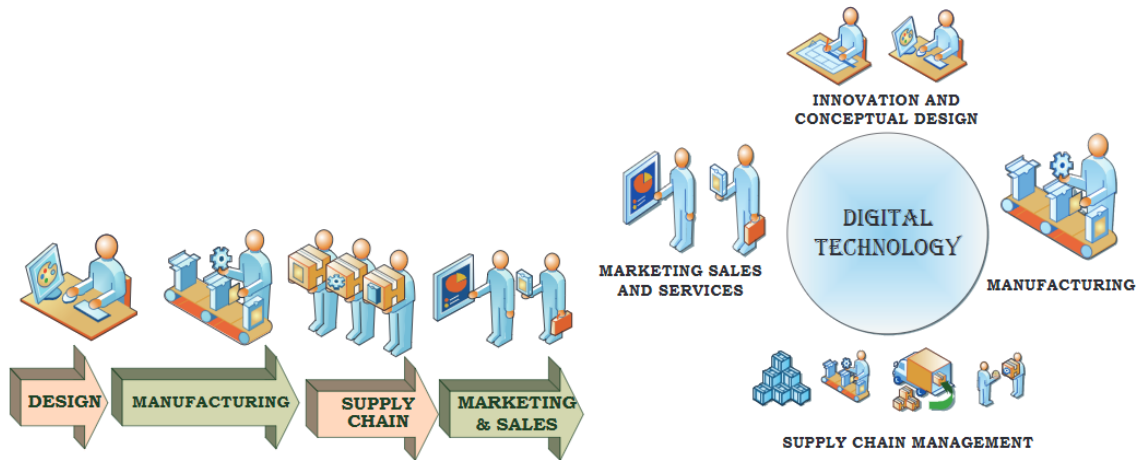 DESIGN
MANUFACTURING
SUPPLY
CHAIN
MARKETING
& SALES
INNOVATION AND
CONCEPTUAL DESIGN
MARKETING SALES
AND SERVICES
DIGITAL
TECHNOLOGY
MANUFACTURING
SUPPLY CHAIN MANAGEMENT